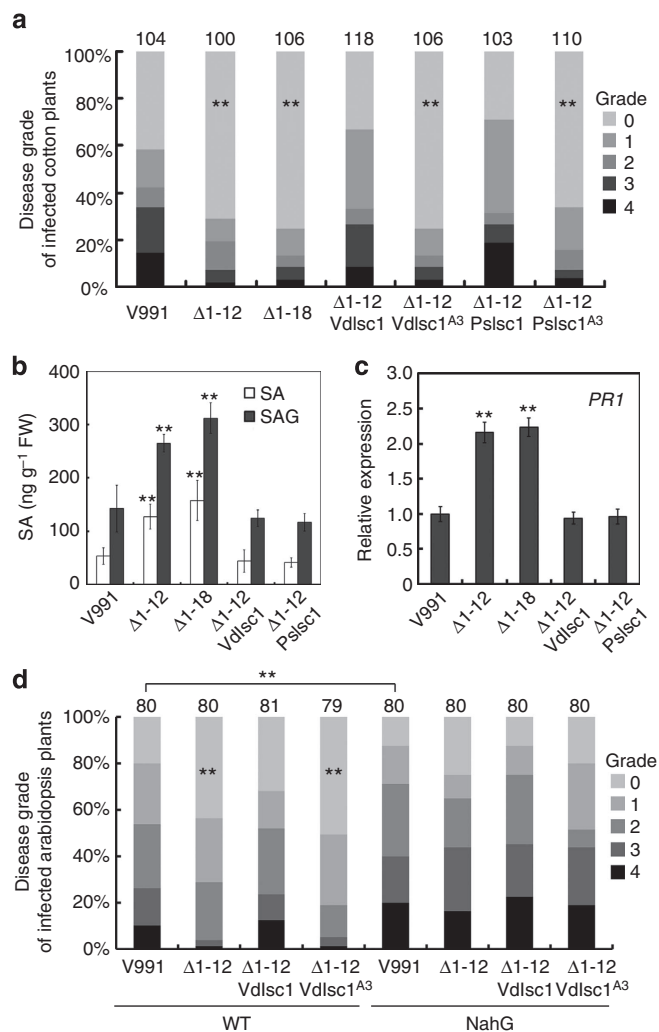 a
104 100 106 118 106 103 110
100%
80%
60%
40%
20%
0%
Disease grade
of infected cotton plants
** ** ** **
Grade
0
1
2
3
4
V991 Δ1-12 Δ1-18 Δ1-12 Δ1-12 Δ1-12 Δ1-12
VdIsc1 VdIsc1A3 PsIsc1 PsIsc1A3
b
400
300
200
100
0
SA (ng g–1 FW)
SA
SAG
** ** ** **
V991
Δ1-12
Δ1-18
Δ1-12
VdIsc1
Δ1-12
PsIsc1
c
3.0
2.5
2.0
1.5
1.0
0.5
0.0
Relative expression
PR1
** **
V991
Δ1-12
Δ1-18
Δ1-12
VdIsc1
Δ1-12
PsIsc1
d
**
80 80 81 79 80 80 80 80
100%
80%
60%
40%
20%
0%
Disease grade
of infected arabidopsis plants
** **
Grade
0
1
2
3
4
V991 Δ1-12 Δ1-12 Δ1-12 V991 Δ1-12 Δ1-12 Δ1-12
VdIsc1 VdIsc1A3 VdIsc1 VdIsc1A3
WT NahG